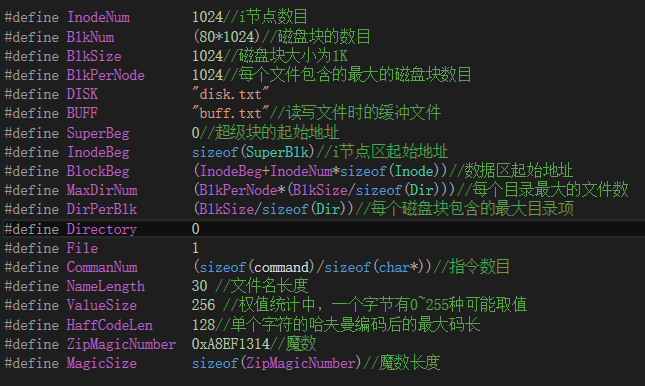 #define InodeNum 1024//i节点数目
#define BlkNum (80*1024)//磁盘块的数目
#define BlkSize 1024//磁盘块大小为1K
#define BlkPerNode 1024//每个文件包含的最大的磁盘块数目
#define DISK "disk.txt"
#define BUFF "buff.txt"//读写文件时的缓冲文件
#define SuperBeg 0//超级块的起始地址
#define InodeBeg sizeof(SuperBlk)//i节点区起始地址
#define BlockBeg (InodeBeg+InodeNum*sizeof(Inode))//数据区起始地址
#define MaxDirNum (BlkPerNode*(BlkSize/sizeof(Dir)))//每个目录最大的文件数
#define DirPerBlk (BlkSize/sizeof(Dir))//每个磁盘块包含的最大目录项
#define Directory 0
#define File 1
#define CommanNum (sizeof(command)/sizeof(char*))//指令数目
#define NameLength 30 //文件名长度
#define ValueSize 256 //权值统计中，一个字节有0~255种可能取值
#define HaffCodeLen 128//单个字符的哈夫曼编码后的最大码长
#define ZipMagicNumber 0xA8EF1314//魔数
#define MagicSize sizeof(ZipMagicNumber)//魔数长度